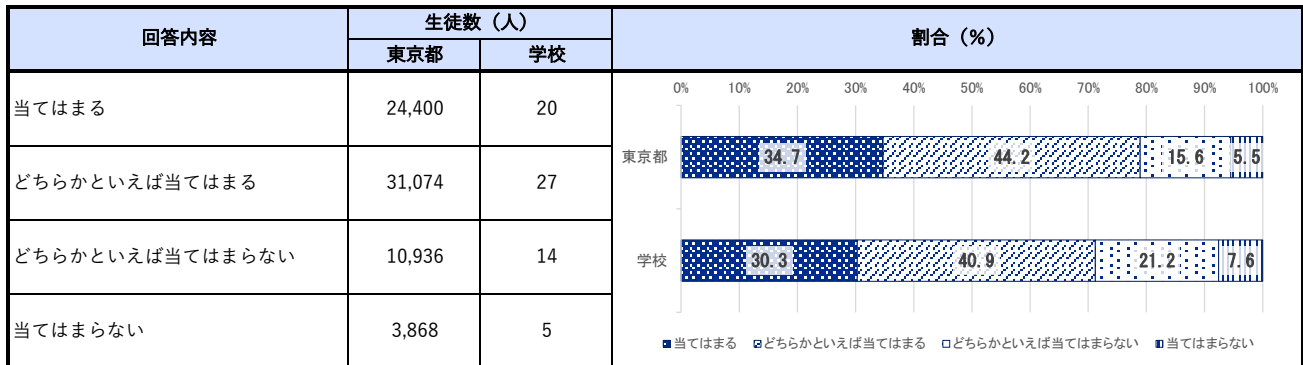 回答内容 生徒数（人） 割合（%）
東京都 学校
当てはまる 24,400 20
どちらかといえば当てはまる 31,074 27
どちらかといえば当てはまらない 10,936 14
当てはまらない 3,868 5
0% 10% 20% 30% 40% 50% 60% 70% 80% 90% 100%
東京都 34.7 44.2 15.6 5.5
学校 30.3 40.9 21.2 7.6
当てはまる どちらかといえば当てはまる どちらかといえば当てはまらない 当てはまらない